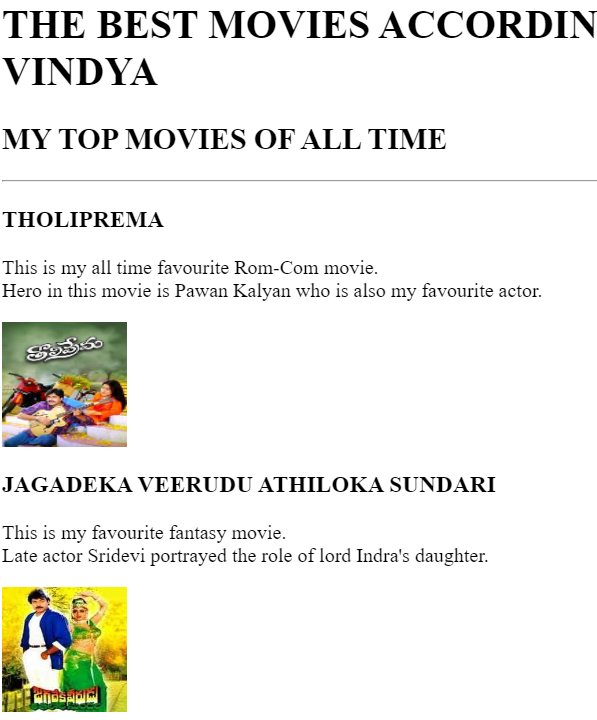 THE BEST MOVIES ACCORDIN
VINDYA
MY TOP MOVIES OF ALL TIME
THOLIPREMA
This is my all time favourite Rom-Com movie.
Hero in this movie is Pawan Kalyan who is also my favourite actor.
తొలిప్రేమ
JAGADEKA VEERUDU ATHILOKA SUNDARI
This is my favourite fantasy movie.
Late actor Sridevi portrayed the role of lord Indra's daughter.
జగదేకవీరుడు